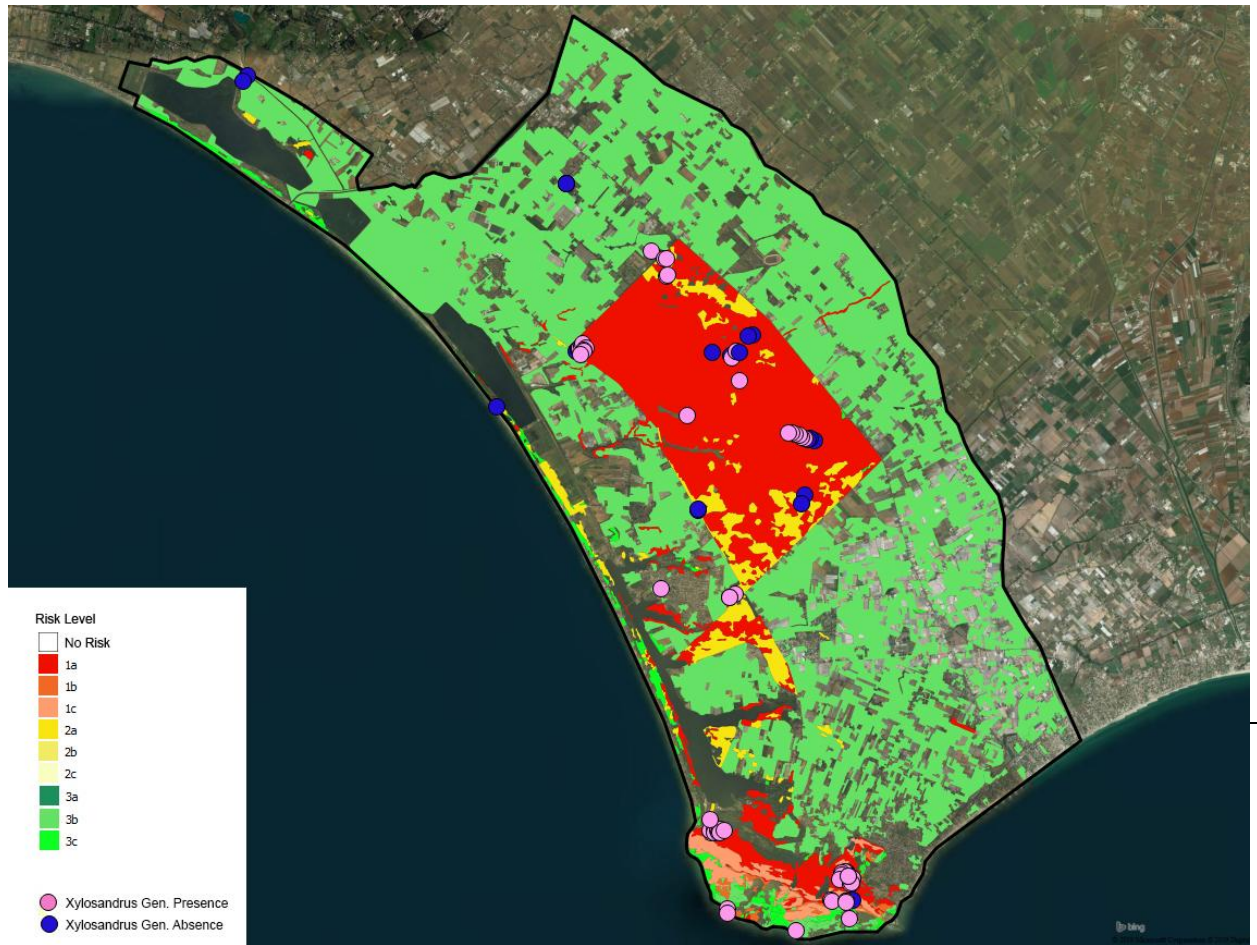 Risk Level
No Risk
1a
1b
1c
2a
2b
2c
3a
3b
3c
Xylosandrus Gen. Presence
Xylosandrus Gen. Absence
bing